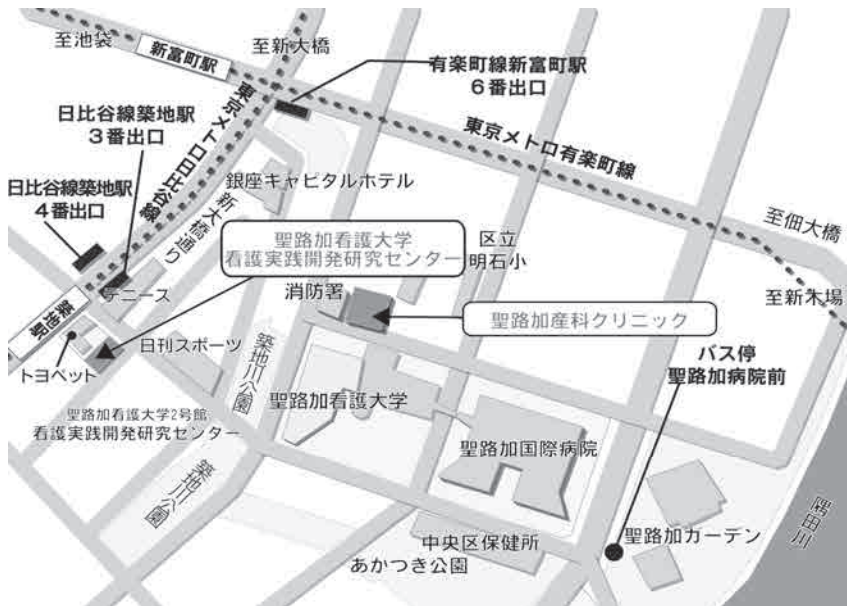 至池袋
新富町駅
至新大橋
有楽町線新富町駅
6番出口
日比谷線築地駅
3番出口
東京メトロ日比谷線
東京メトロ有楽町線
日比谷線築地駅
4番出口
新大橋通り
銀座キャピタルホテル
至佃大橋
聖路加看護大学
看護実践開発研究センター
区立
明石小
デニーズ
消防署
至新木場
築地駅
聖路加産科クリニック
日刊スポーツ
築地川公園
バス停
聖路加病院前
トヨペット
聖路加看護大学
聖路加看護大学2号館
看護実践開発研究センター
聖路加国際病院
築地川公園
隅田川
中央区保健所
あかつき公園
聖路加ガーデン